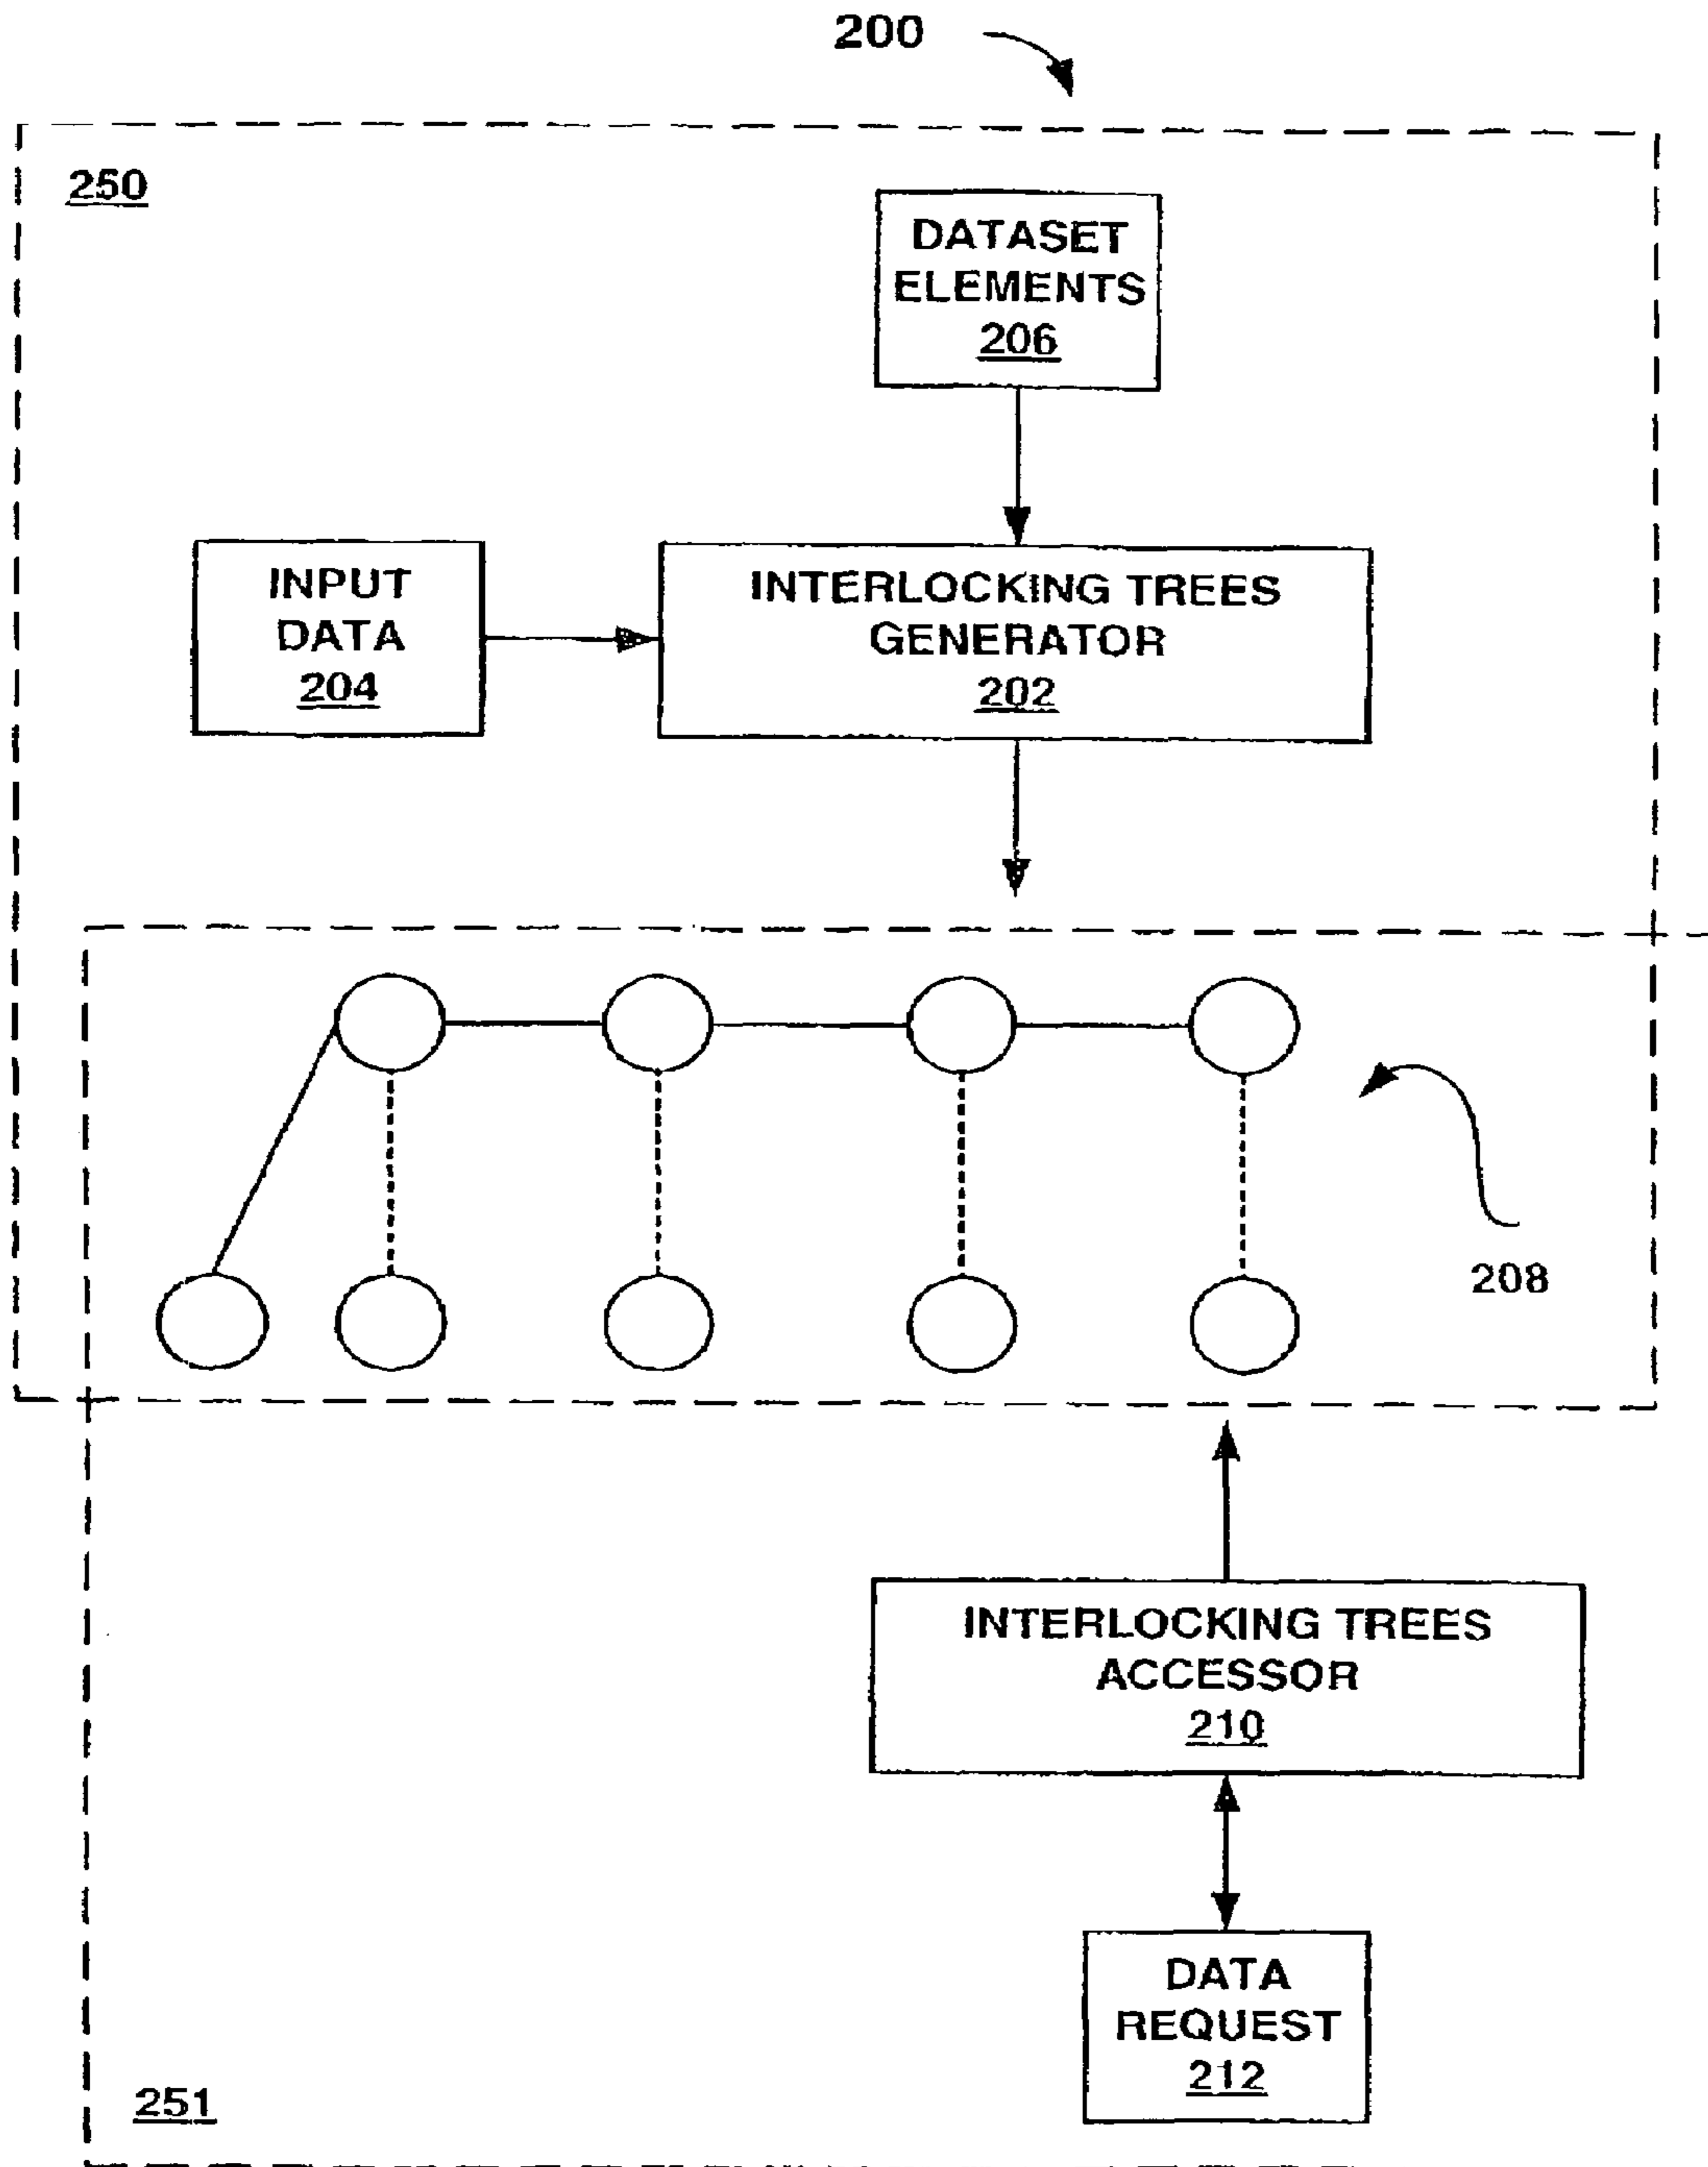 200
250
DATASET
ELEMENTS
206
INPUT
DATA
204
INTERLOCKING TREES
GENERATOR
202
208
INTERLOCKING TREES
ACCESSOR
210
DATA
REQUEST
212
251